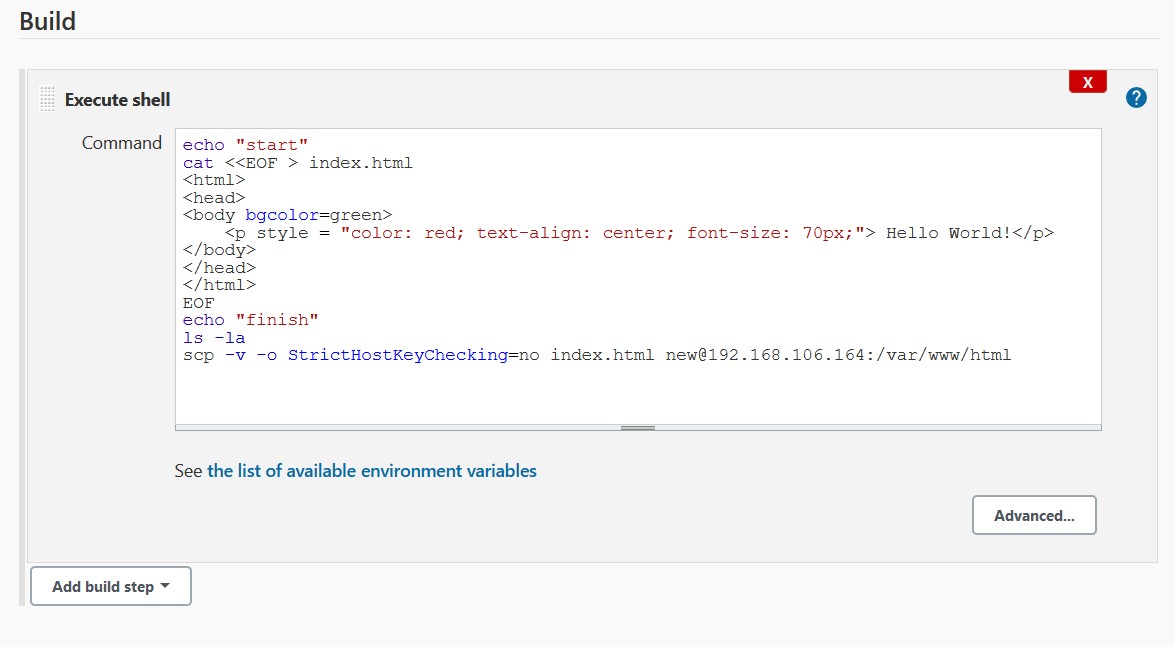 Build
X
Execute shell
?
Command
echo "start"
cat <<EOF > index.html
<html>
<head>
<body bgcolor=green>
    <p style = "color: red; text-align: center; font-size: 70px;"> Hello World!</p>
</body>
</head>
</html>
EOF
echo "finish"
ls -la
scp -v -o StrictHostKeyChecking=no index.html new@192.168.106.164:/var/www/html
See the list of available environment variables
Advanced...
Add build step